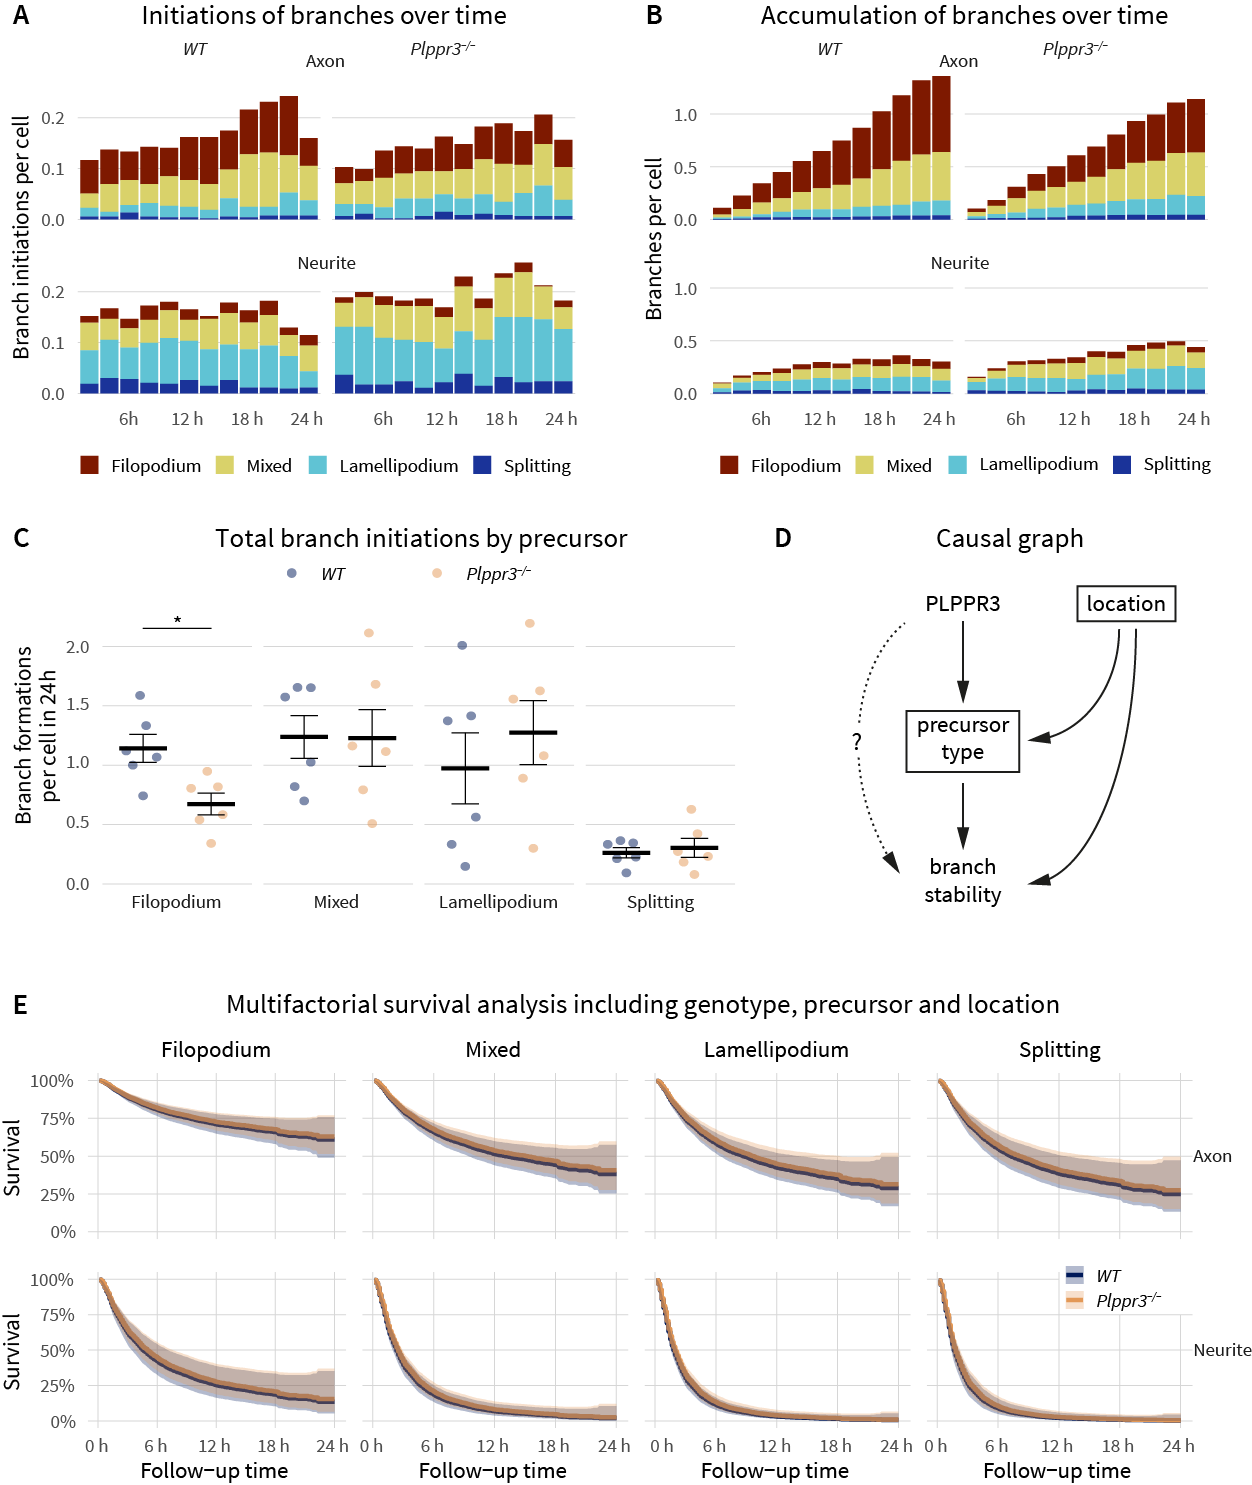 A
Initiations of branches over time
WT
Plppr3–/–
Axon
Branch initiations per cell
0.2
0.1
0.0
Neurite
0.2
0.1
0.0
6h
12 h
18 h
24 h
6h
12 h
18 h
24 h
Filopodium
Mixed
Lamellipodium
Splitting
B
Accumulation of branches over time
WT
Plppr3–/–
Axon
Branches per cell
1.0
0.5
0.0
Neurite
1.0
0.5
0.0
6h
12 h
18 h
24 h
6h
12 h
18 h
24 h
Filopodium
Mixed
Lamellipodium
Splitting
C
Total branch initiations by precursor
WT
Plppr3–/–
Branch formations
per cell in 24h
*
2.0
1.5
1.0
0.5
0.0
Filopodium
Mixed
Lamellipodium
Splitting
D
Causal graph
PLPPR3
location
precursor
type
?
branch
stability
E
Multifactorial survival analysis including genotype, precursor and location
Filopodium
Mixed
Lamellipodium
Splitting
Survival
100%
75%
50%
25%
0%
Axon
Survival
100%
75%
50%
25%
0%
WT
Plppr3–/–
Neurite
0 h
6 h
12 h
18 h
24 h
0 h
6 h
12 h
18 h
24 h
0 h
6 h
12 h
18 h
24 h
0 h
6 h
12 h
18 h
24 h
Follow–up time
Follow–up time
Follow–up time
Follow–up time